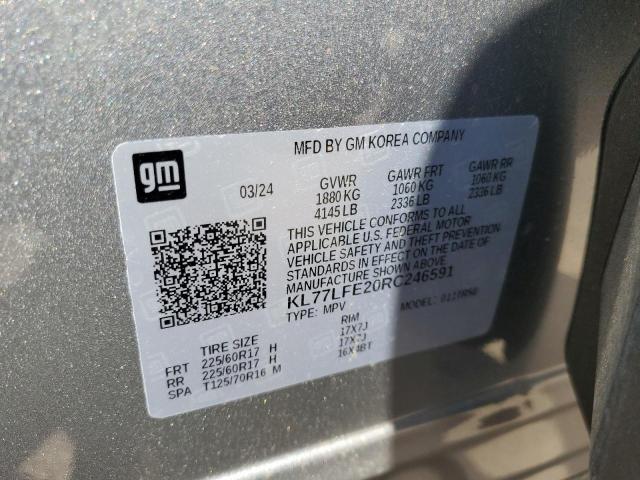 MFD BY GM KOREA COMPANY
gm
03/24
GVWR GAWR FRT GAWR RR
1880 KG 1060 KG 1060 KG
4145 LB 2336 LB 2336 LB
THIS VEHICLE CONFORMS TO ALL
APPLICABLE U.S. FEDERAL MOTOR
VEHICLE SAFETY AND THEFT PREVENTION
STANDARDS IN EFFECT ON THE DATE OF
MANUFACTURE SHOWN ABOVE.
KL77LFE20RC246591
TYPE: MPV MODEL:
TIRE SIZE RIM
FRT 225/60R17 H 17X7J
RR 225/60R17 H 17X7J
SPA T125/70R16 M 16X4BT